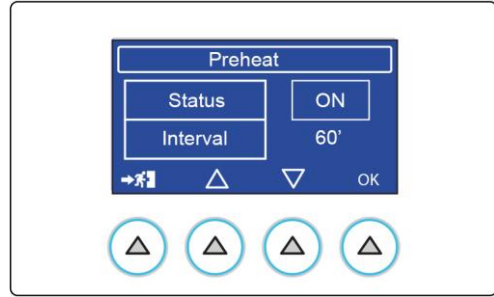 Preheat
Status ON
Interval 60’
OK